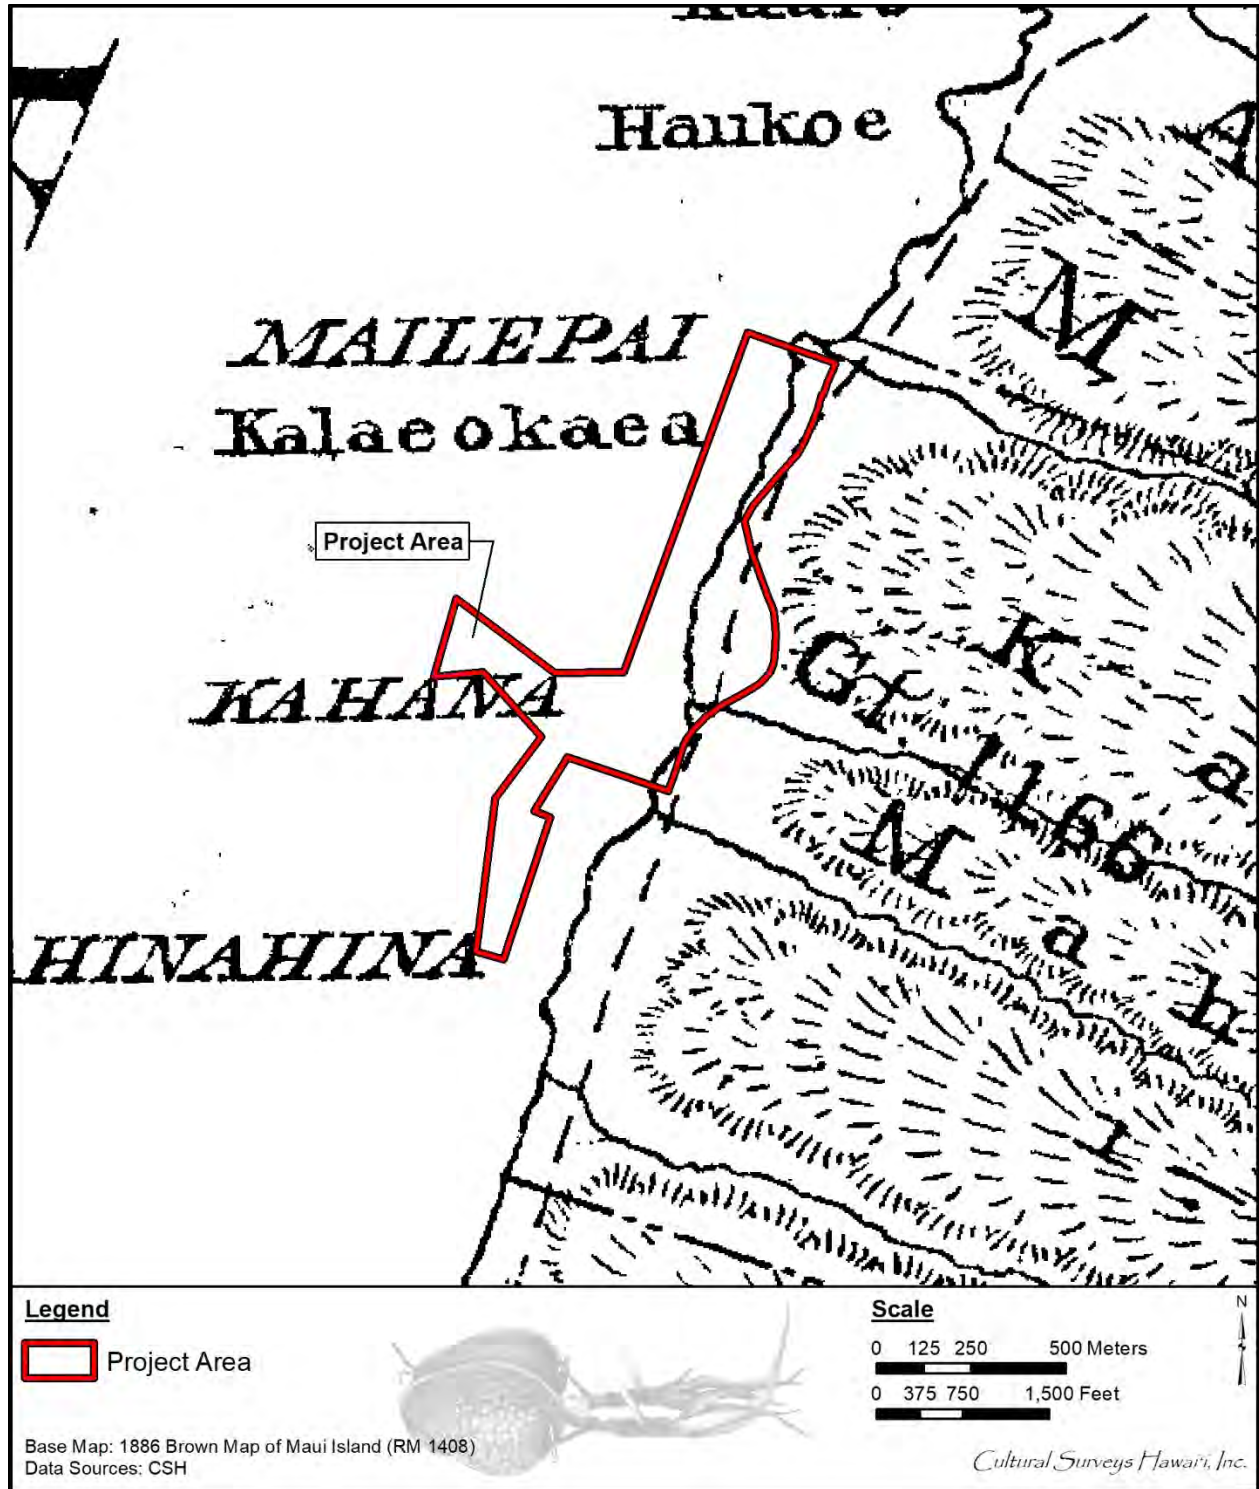 Haukoe
MAILEPAI
Kalaeokaea
Project Area
KAHANA
HINAHINA
A
M
K a
Gr. 1166
M a h i
Legend
Project Area
Scale
0 125 250 500 Meters
0 375 750 1,500 Feet
N
Base Map: 1886 Brown Map of Maui Island (RM 1408)
Data Sources: CSH
Cultural Surveys Hawai'i, Inc.